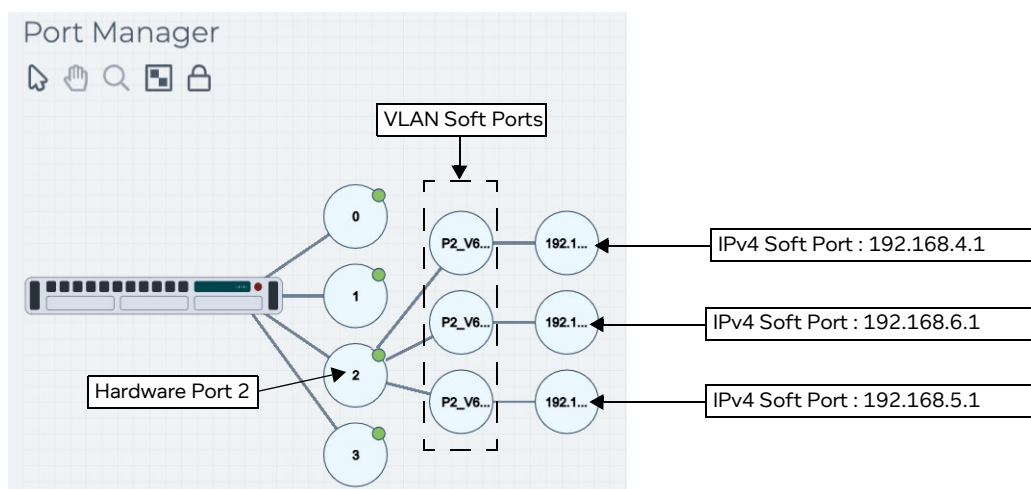 Port Manager
VLAN Soft Ports
0
P2_V6...
192.1...
IPv4 Soft Port : 192.168.4.1
1
P2_V6...
192.1...
IPv4 Soft Port : 192.168.6.1
Hardware Port 2
2
P2_V6...
192.1...
IPv4 Soft Port : 192.168.5.1
3